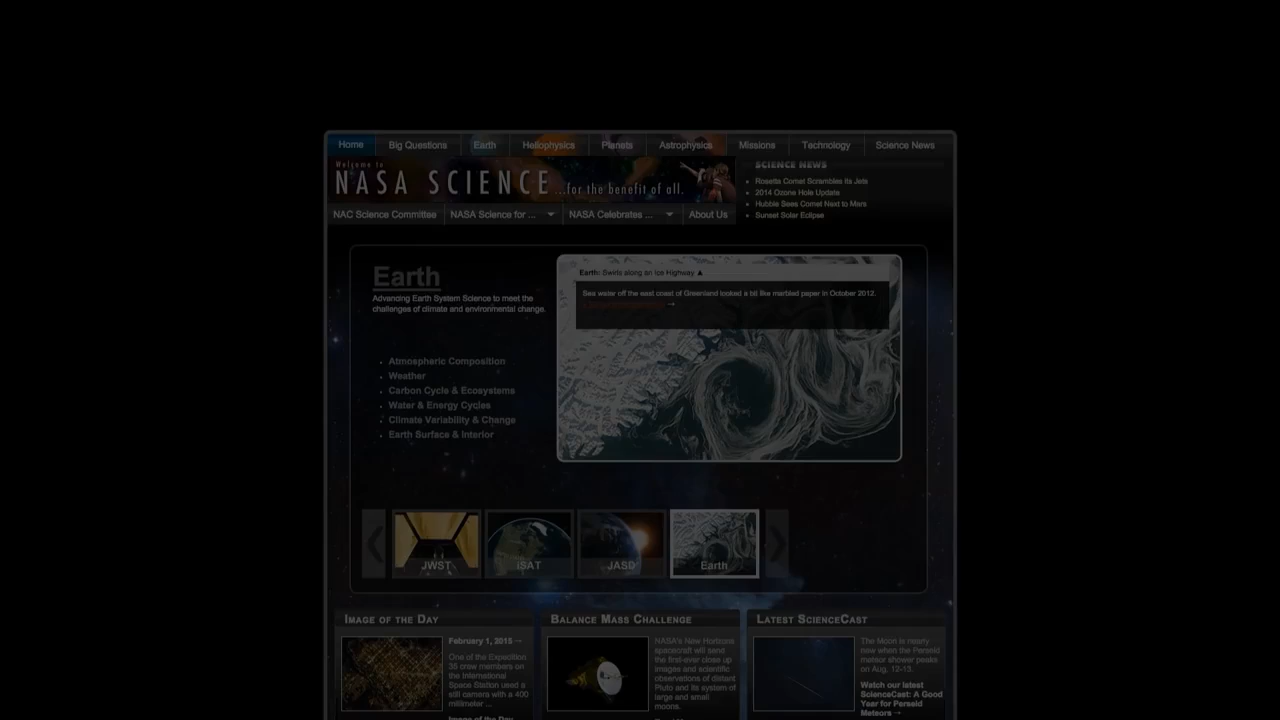 Home Big Questions Earth Heliophysics Planets Astrophysics Missions Technology Science News
Welcome to
NASA SCIENCE ...for the benefit of all.
SCIENCE NEWS
Rosetta Comet Scrambles its Jets
2014 Ozone Hole Update
Hubble Sees Comet Next to Mars
Sunset Solar Eclipse
NAC Science Committee NASA Science for ... NASA Celebrates ... About Us
Earth
Advancing Earth System Science to meet the
challenges of climate and environmental change.
Atmospheric Composition
Weather
Carbon Cycle & Ecosystems
Water & Energy Cycles
Climate Variability & Change
Earth Surface & Interior
Earth: Swirls along an Ice Highway ▲
Sea water off the east coast of Greenland looked a bit like marbled paper in October 2012.
JWST iSAT JASD Earth
IMAGE OF THE DAY
February 1, 2015 →
One of the Expedition
35 crew members on
the International
Space Station used a
still camera with a 400
millimeter ...
Image of the Day
BALANCE MASS CHALLENGE
NASA's New Horizons
spacecraft will send
the first-ever close up
images and scientific
observations of distant
Pluto and its system of
large and small
moons.
LATEST SCIENCECAST
The Moon is nearly
new when the Perseid
meteor shower peaks
on Aug. 12-13.
Watch our latest
ScienceCast: A Good
Year for Perseid
Meteors →